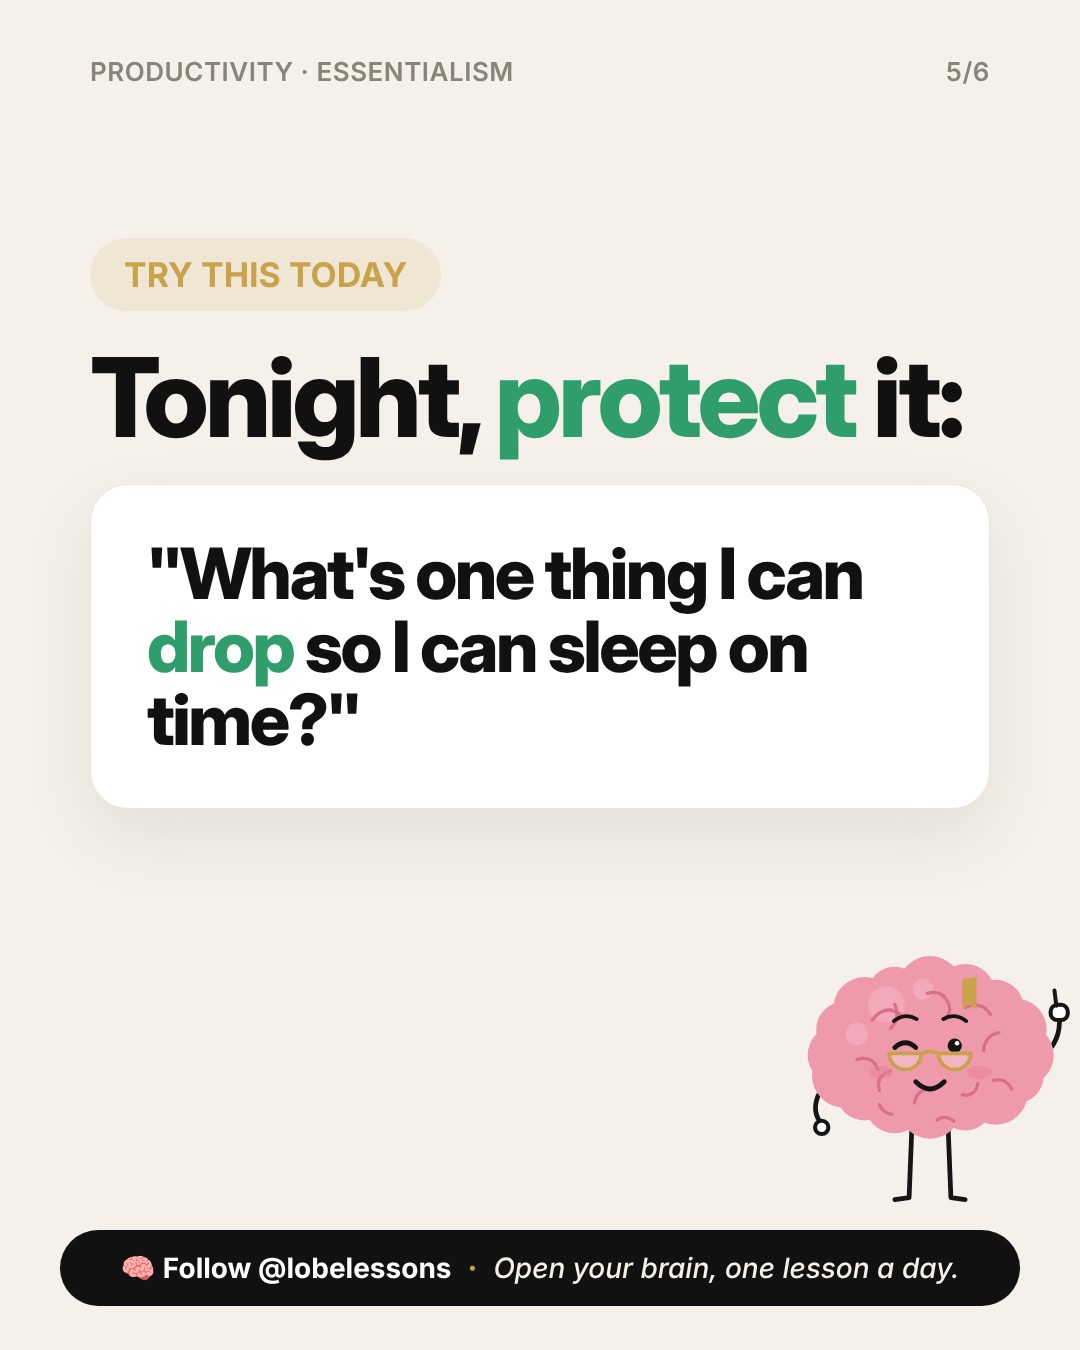 PRODUCTIVITY · ESSENTIALISM
5/6
TRY THIS TODAY
Tonight, protect it:
"What's one thing I can
drop so I can sleep on
time?"
🧠 Follow @lobelessons · Open your brain, one lesson a day.